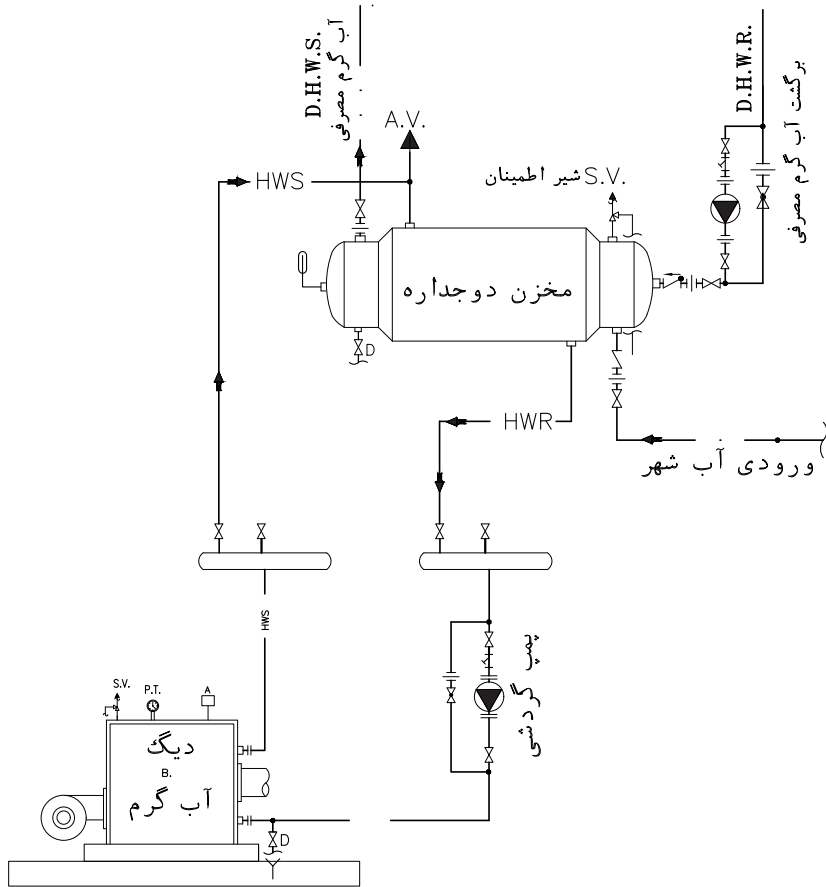 D.H.W.S.
آب گرم مصرفی
D.H.W.R.
برگشت آب گرم مصرفی
A.V.
HWS
شیر اطمینان S.V.
مخزن دوجداره
D
HWR
ورودی آب شهر
HWS
پمپ گردشی
S.V.
P.T.
A
دیگ
B.
آب گرم
D